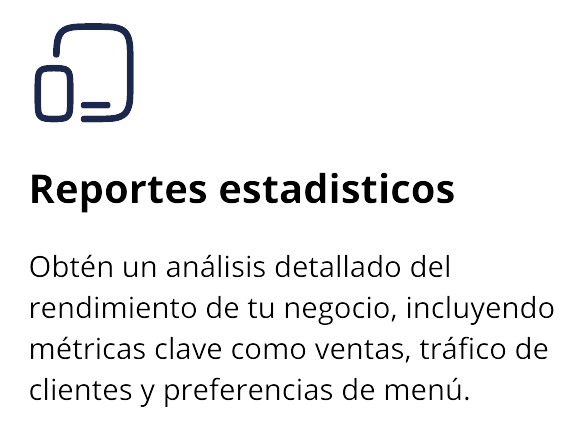 Reportes estadisticos
Obtén un análisis detallado del
rendimiento de tu negocio, incluyendo
métricas clave como ventas, tráfico de
clientes y preferencias de menú.